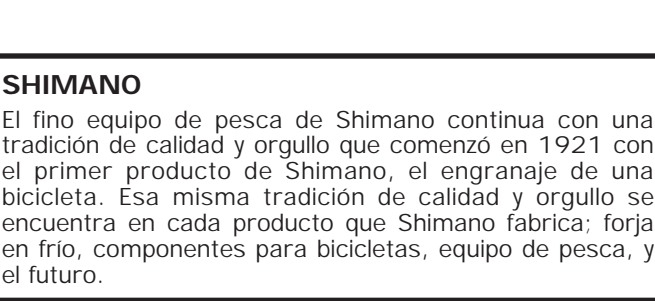 SHIMANO
El fino equipo de pesca de Shimano continua con una
tradición de calidad y orgullo que comenzó en 1921 con
el primer producto de Shimano, el engranaje de una
bicicleta. Esa misma tradición de calidad y orgullo se
encuentra en cada producto que Shimano fabrica; forja
en frío, componentes para bicicletas, equipo de pesca, y
el futuro.